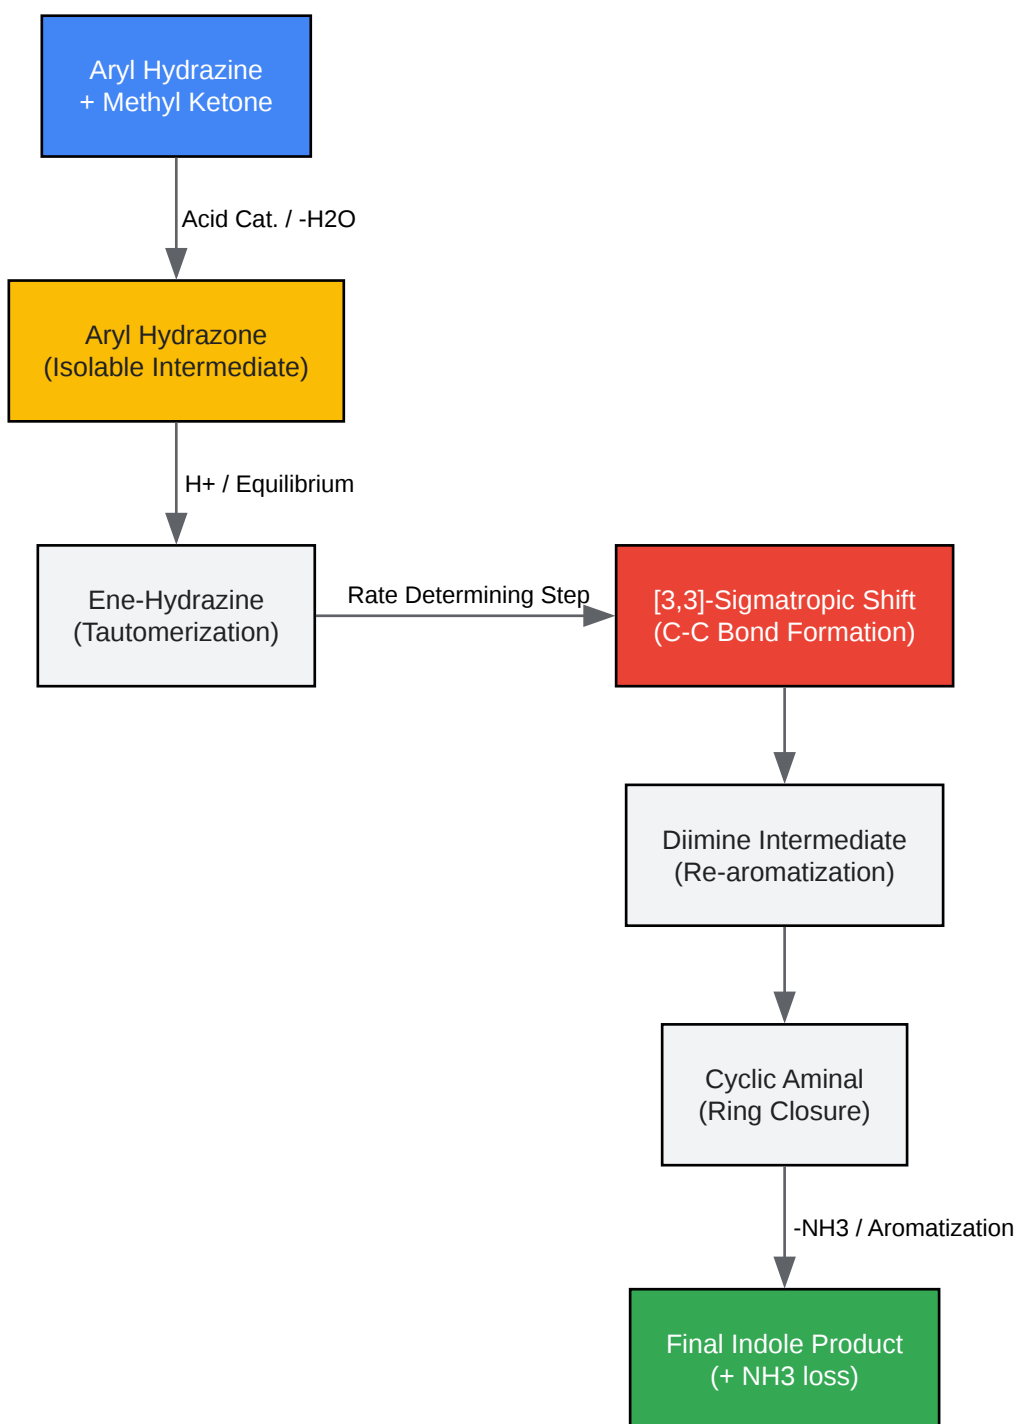 Aryl Hydrazine
+ Methyl Ketone
Acid Cat. / -H2O
Aryl Hydrazone
(Isolable Intermediate)
H+ / Equilibrium
Ene-Hydrazine
(Tautomerization)
Rate Determining Step
[3,3]-Sigmatropic Shift
(C-C Bond Formation)
Diimine Intermediate
(Re-aromatization)
Cyclic Aminal
(Ring Closure)
-NH3 / Aromatization
Final Indole Product
(+ NH3 loss)